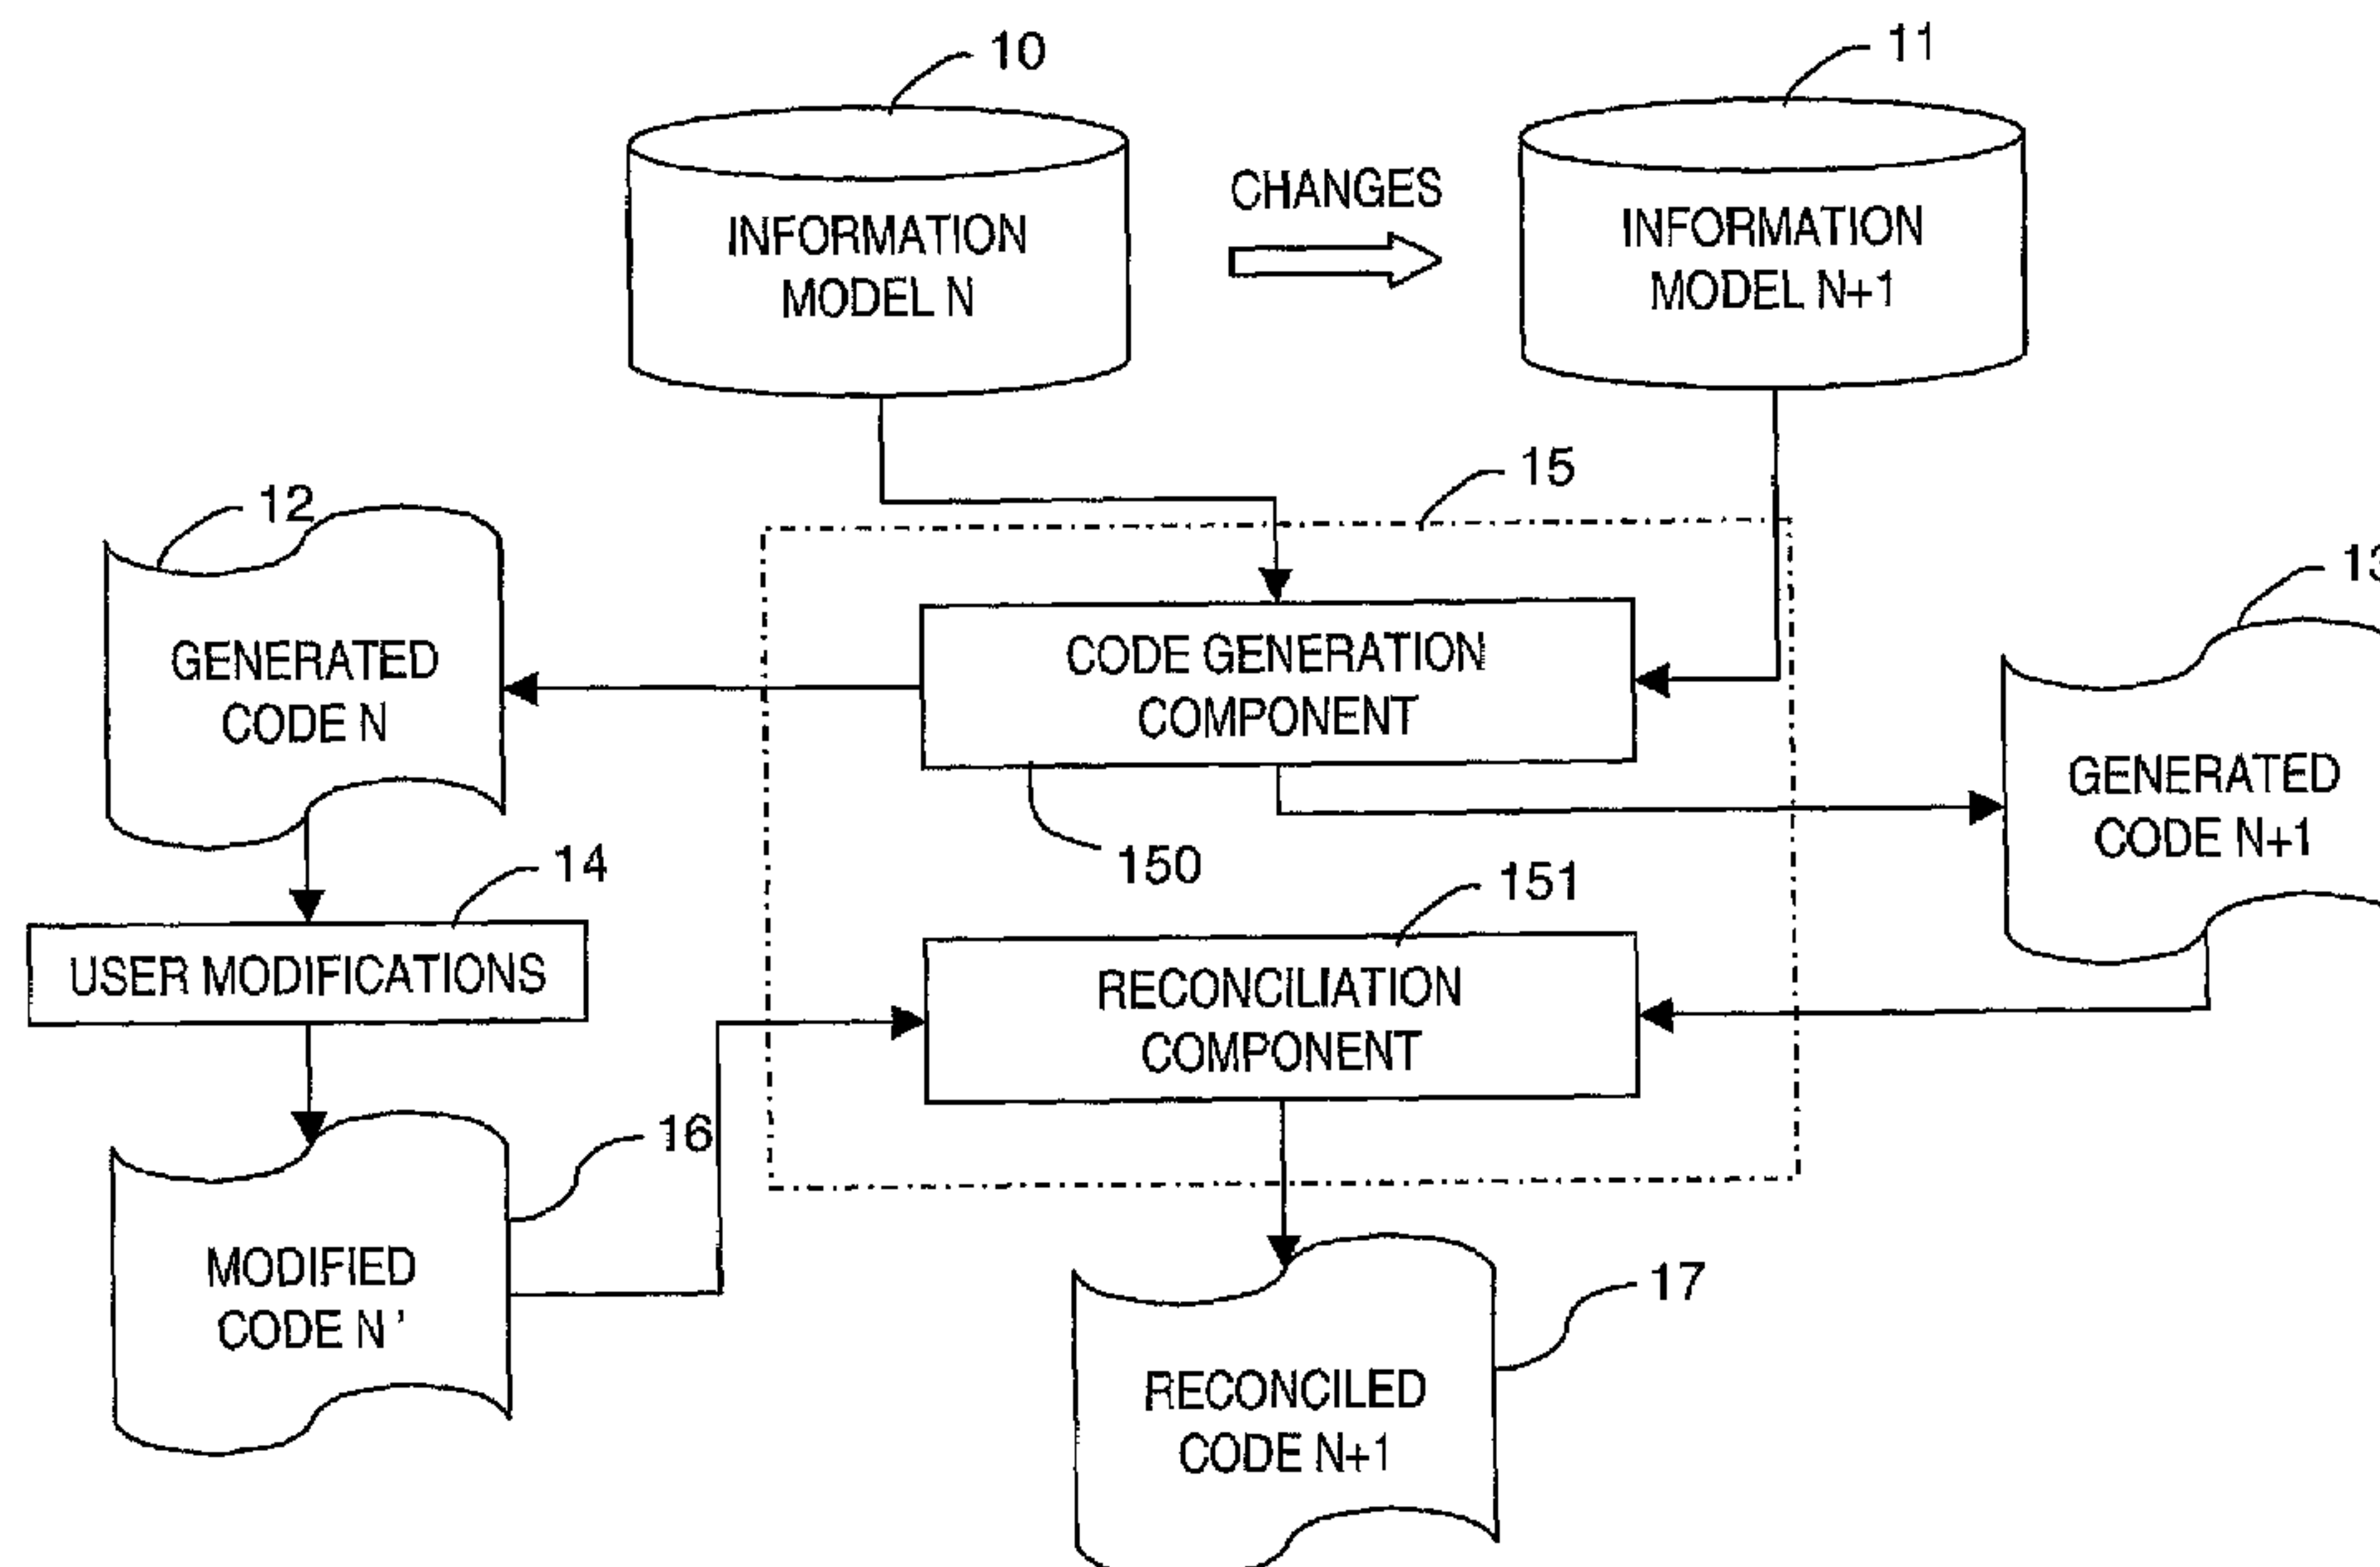 10
11
CHANGES
INFORMATION
MODEL N
INFORMATION
MODEL N+1
15
12
GENERATED
CODE N
CODE GENERATION
COMPONENT
GENERATED
CODE N+1
150
14
151
USER MODIFICATIONS
RECONCILIATION
COMPONENT
16
MODIFIED
CODE N'
17
RECONCILED
CODE N+1